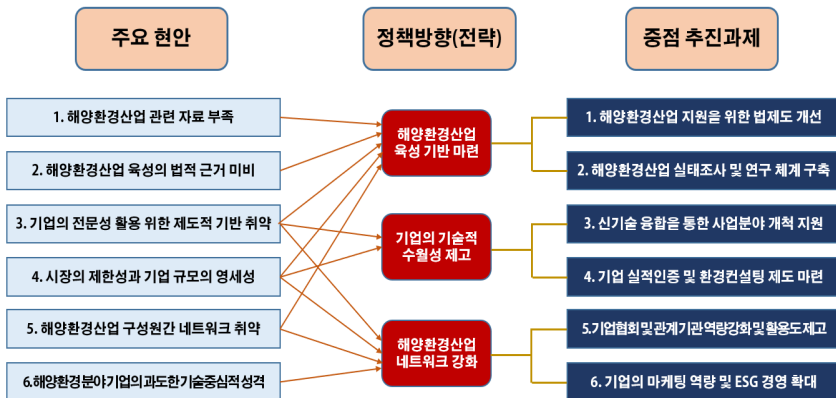 주요 현안
정책방향(전략)
중점 추진과제
1. 해양환경산업 관련 자료 부족
2. 해양환경산업 육성의 법적 근거 미비
3. 기업의 전문성 활용 위한 제도적 기반 취약
4. 시장의 제한성과 기업 규모의 영세성
5. 해양환경산업 구성원간 네트워크 취약
6.해양환경분야기업의과도한기술중심적성격
해양환경산업
육성 기반 마련
기업의 기술적
수월성 제고
해양환경산업
네트워크 강화
1. 해양환경산업 지원을 위한 법제도 개선
2. 해양환경산업 실태조사 및 연구 체계 구축
3. 신기술 융합을 통한 사업분야 개척 지원
4. 기업 실적인증 및 환경컨설팅 제도 마련
5.기업협회및관계기관역량강화및활용도제고
6. 기업의 마케팅 역량 및 ESG 경영 확대